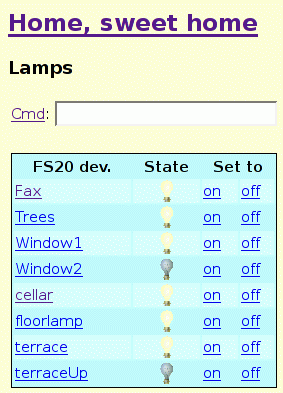 Home, sweet home
Lamps
Cmd:
FS20 dev. State Set to
Fax on off
Trees on off
Window1 on off
Window2 on off
cellar on off
floorlamp on off
terrace on off
terraceUp on off